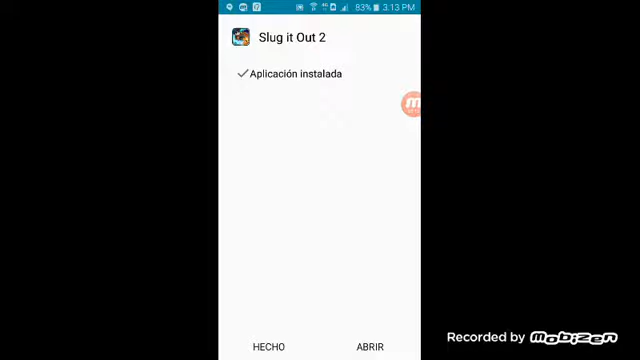 83% 3:13 PM
Slug it Out 2
Aplicación instalada
HECHO
ABRIR
Recorded by mobizen